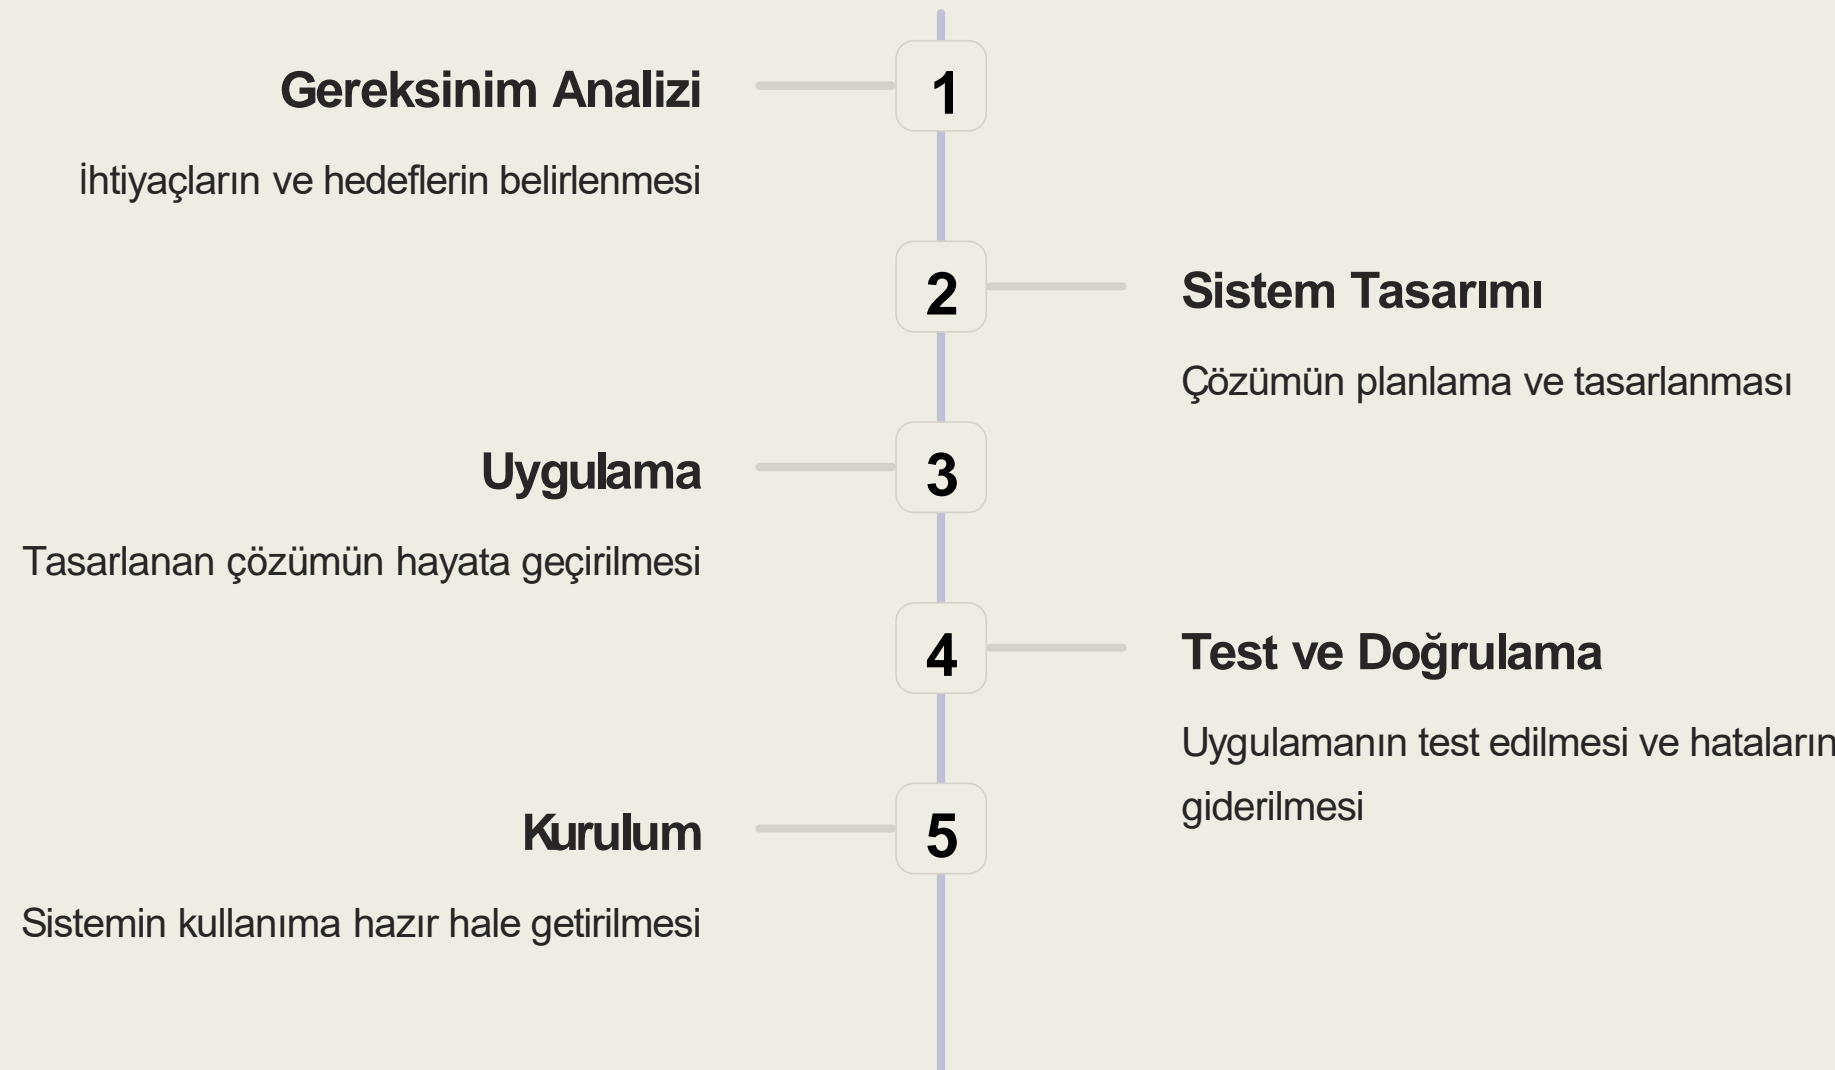 Gereksinim Analizi
1
İhtiyaçların ve hedeflerin belirlenmesi
2
Sistem Tasarımı
Çözümün planlama ve tasarlanması
Uygulama
3
Tasarlanan çözümün hayata geçirilmesi
4
Test ve Doğrulama
Uygulamanın test edilmesi ve hataların
giderilmesi
Kurulum
5
Sistemin kullanıma hazır hale getirilmesi